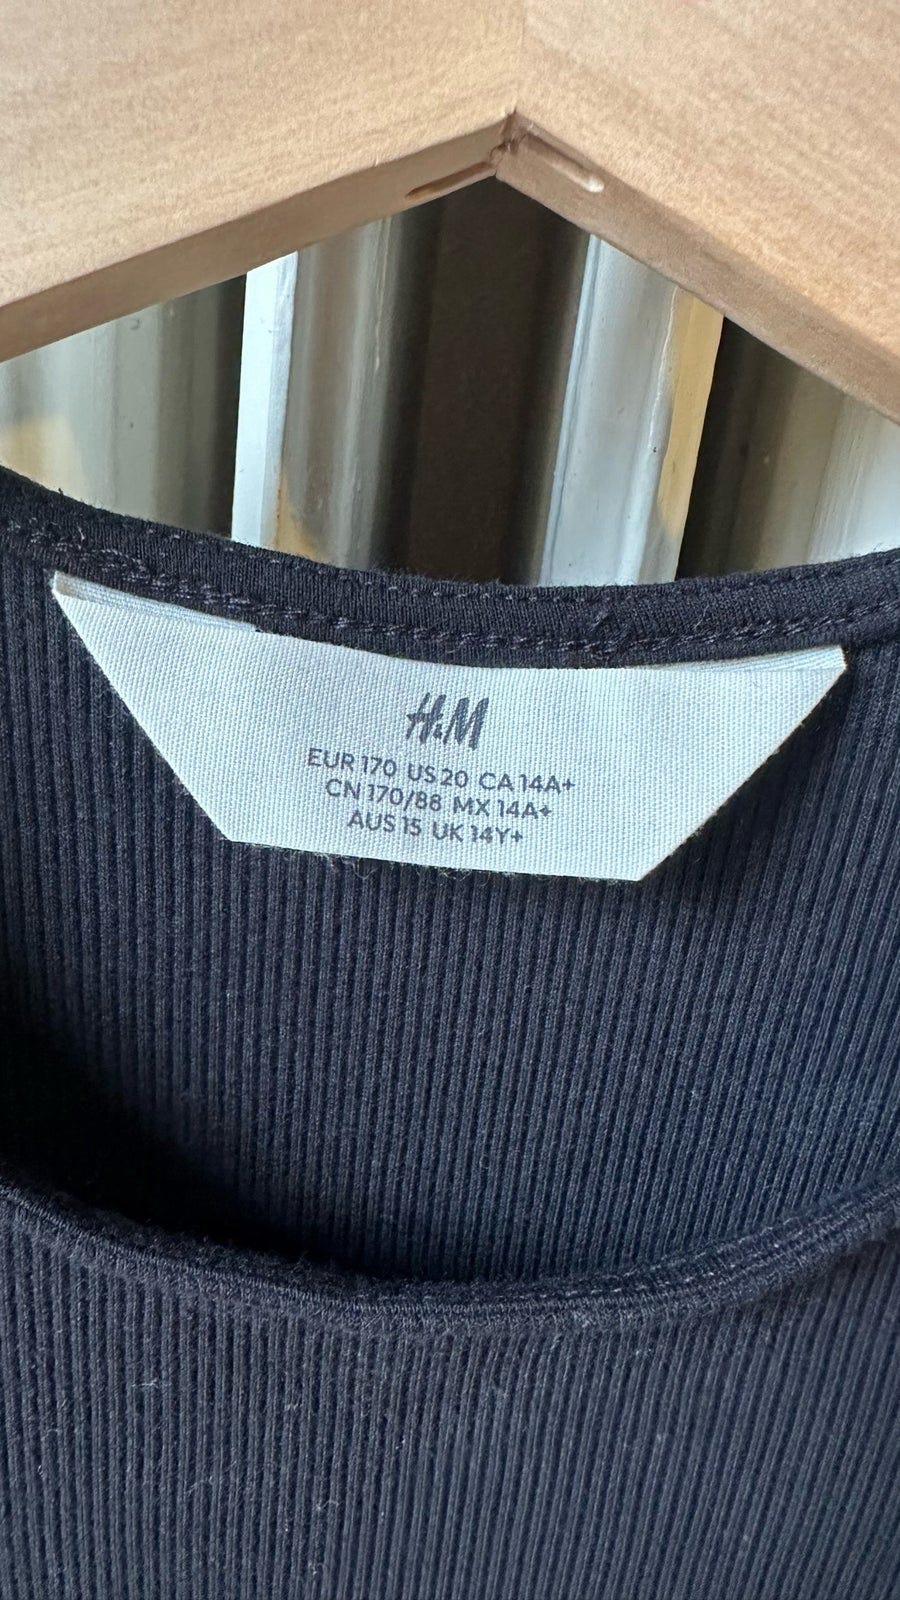 H&M
EUR 170 US 20 CA 14A+
CN 170/88 MX 14A+
AUS 15 UK 14Y+